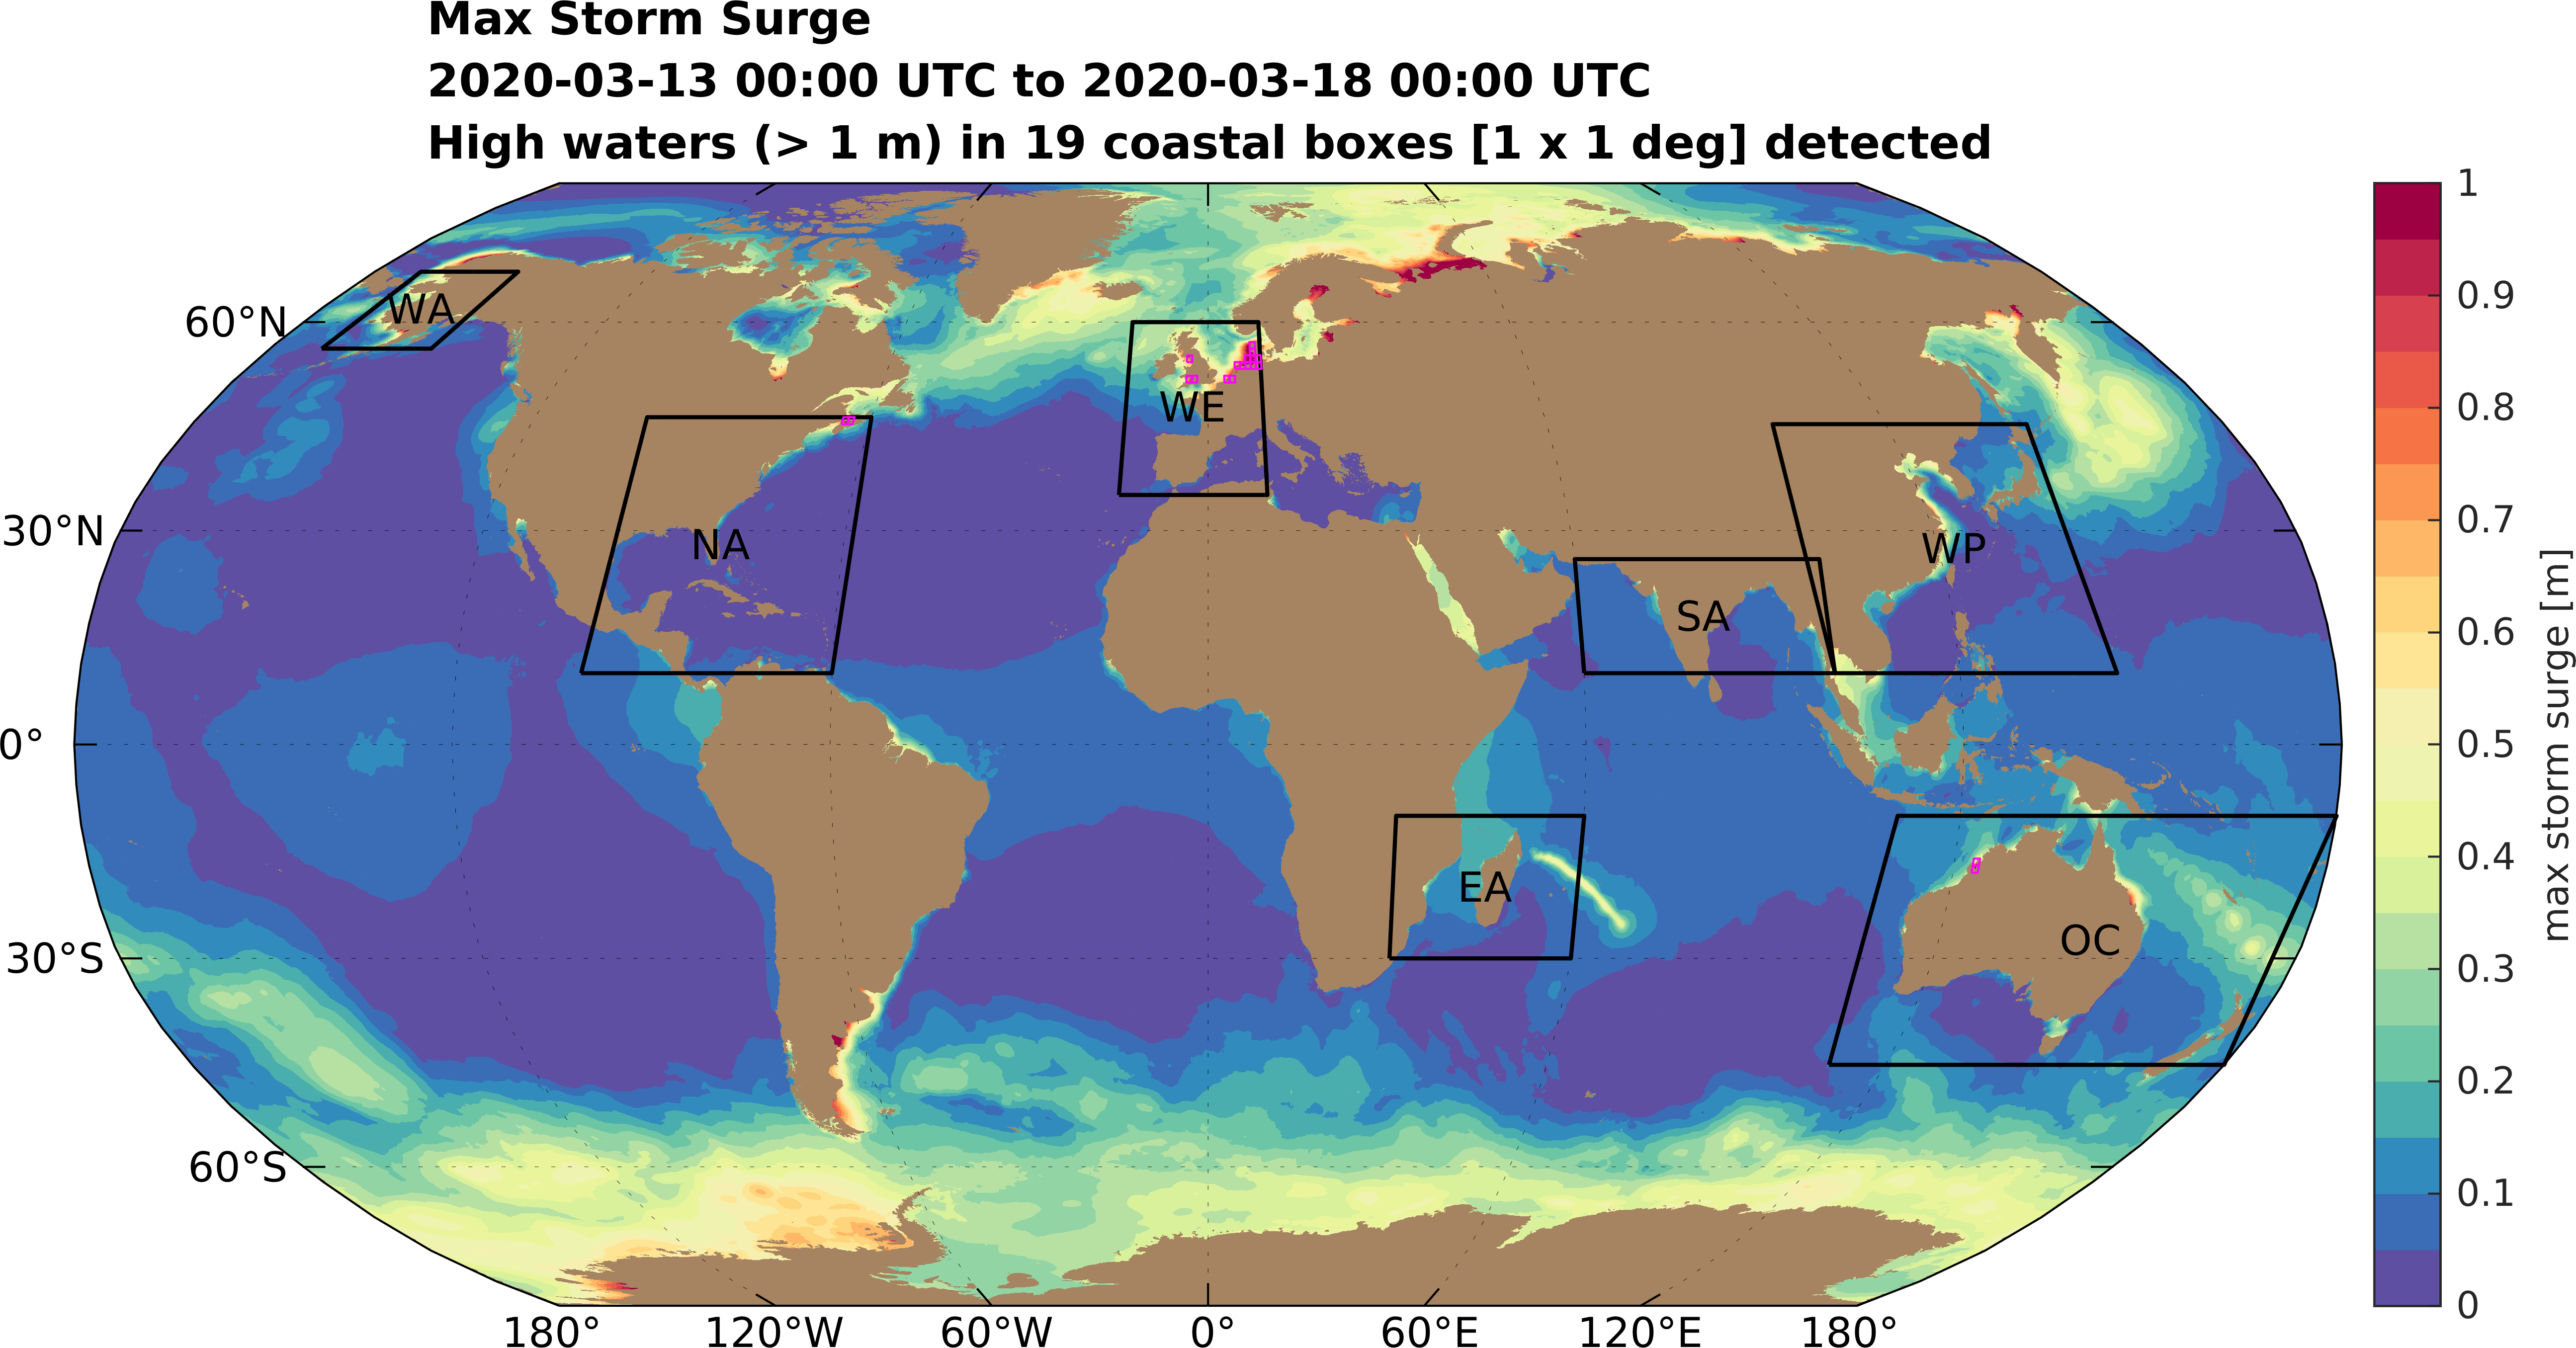 Max Storm Surge
2020-03-13 00:00 UTC to 2020-03-18 00:00 UTC
High waters (> 1 m) in 19 coastal boxes [1 x 1 deg] detected
60°N
30°N
0°
30°S
60°S
180°
120°W
60°W
0°
60°E
120°E
180°
WA
NA
WE
SA
WP
EA
OC
1
0.9
0.8
0.7
0.6
0.5
0.4
0.3
0.2
0.1
0
max storm surge [m]